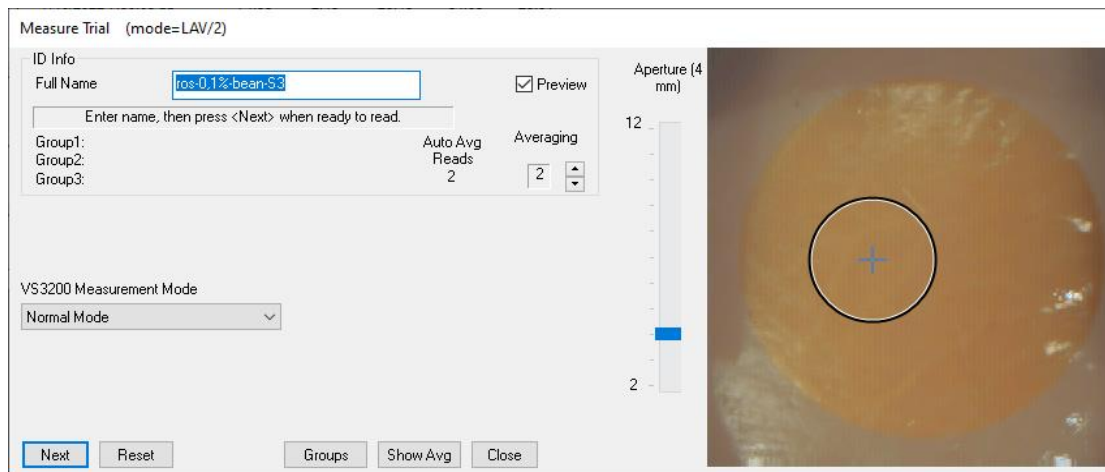 Measure Trial (mode=LAV/2)
ID Info
Full Name
ros-0,1%-bean-S3
Preview
Enter name, then press <Next> when ready to read.
Group1:
Group2:
Group3:
Auto Avg
Reads
2
Averaging
2
Aperture (4
mm)
12
2
VS3200 Measurement Mode
Normal Mode
Next
Reset
Groups
Show Avg
Close